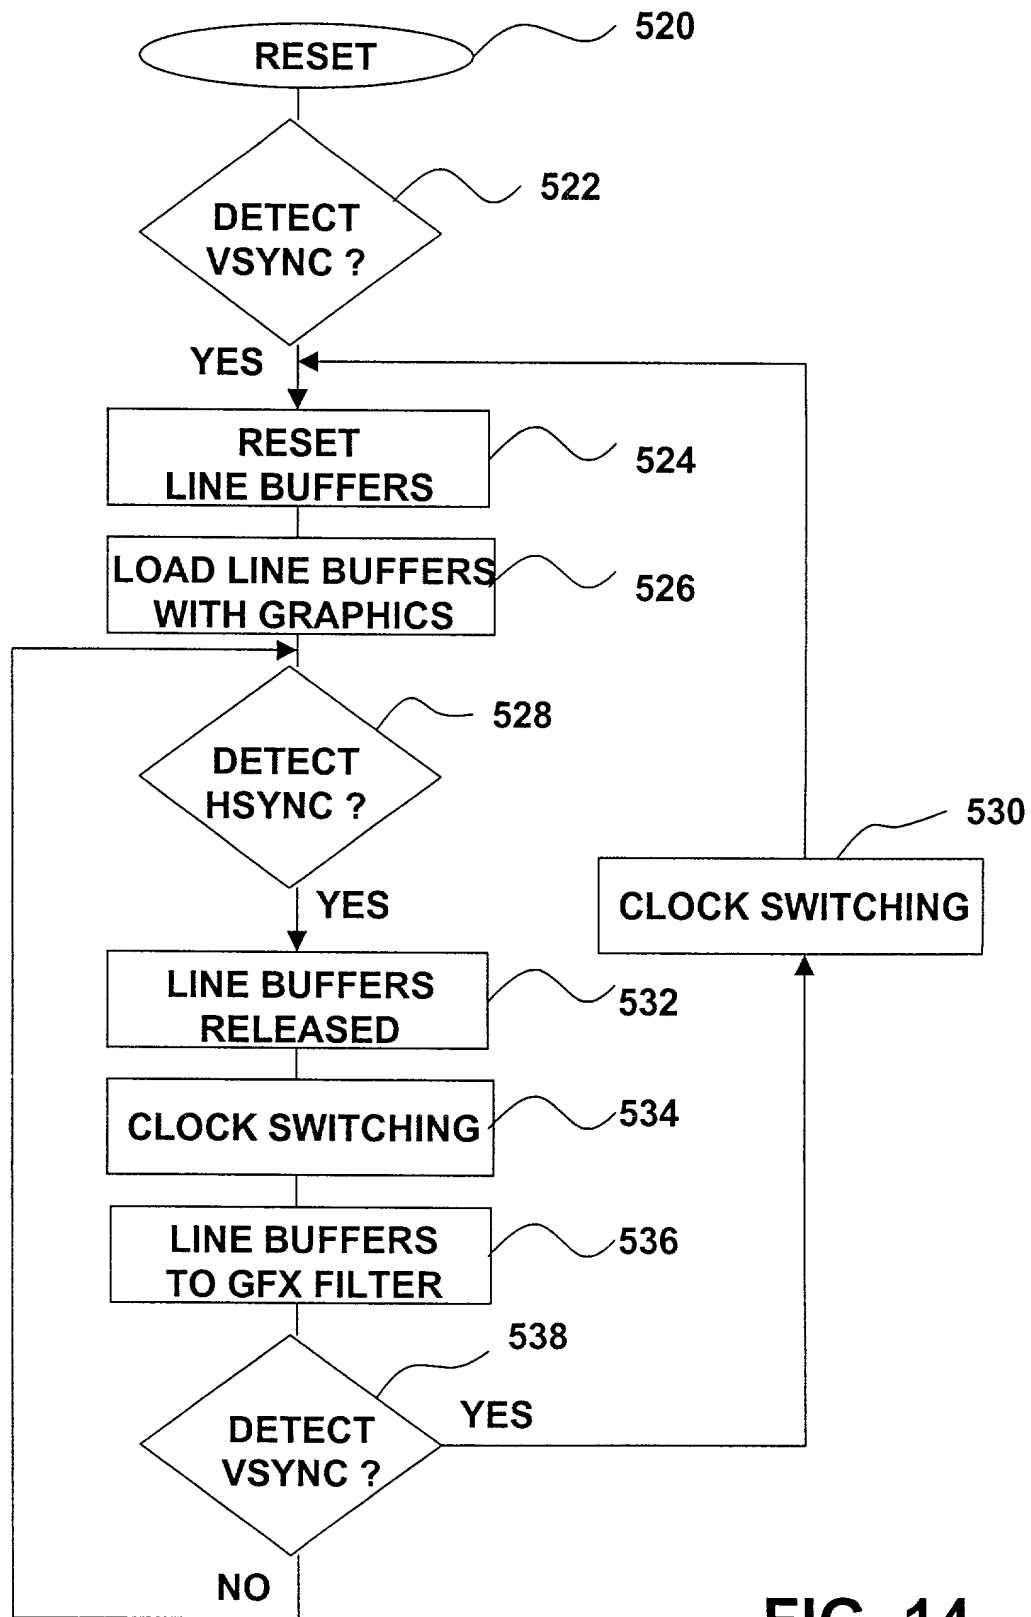 RESET
520
DETECT
VSYNC ?
522
YES
RESET
LINE BUFFERS
524
LOAD LINE BUFFERS
WITH GRAPHICS
526
DETECT
HSYNC ?
528
YES
530
CLOCK SWITCHING
LINE BUFFERS
RELEASED
532
CLOCK SWITCHING
534
LINE BUFFERS
TO GFX FILTER
536
DETECT
VSYNC ?
538
YES
NO
FIG. 14